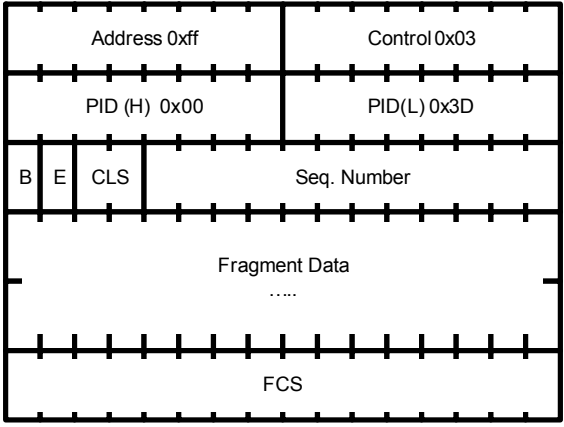 Address 0xff Control 0x03
PID (H) 0x00 PID(L) 0x3D
B E CLS Seq. Number
Fragment Data
.....
FCS